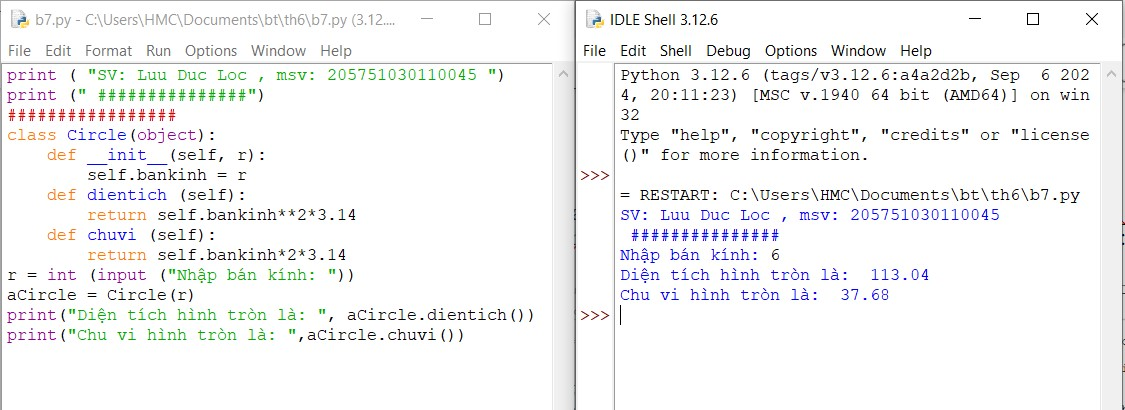 b7.py - C:\Users\HMC\Documents\bt\th6\b7.py (3.12....
File Edit Format Run Options Window Help
print ( "SV: Luu Duc Loc , msv: 205751030110045 ")
print (" ###############")
#################
class Circle(object):
    def __init__(self, r):
        self.bankinh = r
    def dientich (self):
        return self.bankinh**2*3.14
    def chuvi (self):
        return self.bankinh*2*3.14
r = int (input ("Nhập bán kính: "))
aCircle = Circle(r)
print("Diện tích hình tròn là: ", aCircle.dientich())
print("Chu vi hình tròn là: ",aCircle.chuvi())
IDLE Shell 3.12.6
File Edit Shell Debug Options Window Help
Python 3.12.6 (tags/v3.12.6:a4a2d2b, Sep  6 202
4, 20:11:23) [MSC v.1940 64 bit (AMD64)] on win
32
Type "help", "copyright", "credits" or "license
()" for more information.
>>>
= RESTART: C:\Users\HMC\Documents\bt\th6\b7.py
SV: Luu Duc Loc , msv: 205751030110045
 ###############
Nhập bán kính: 6
Diện tích hình tròn là:  113.04
Chu vi hình tròn là:  37.68
>>>